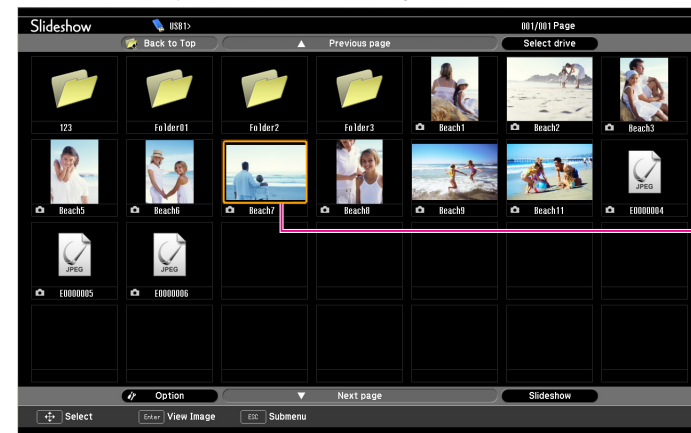 Slideshow USB1> 001/001 Page
Back to Top ▲ Previous page Select drive
123 Folder01 Folder2 Folder3 Beach1 Beach2 Beach3
JPEG
Beach5 Beach6 Beach7 Beach8 Beach9 Beach11 E0000004
JPEG JPEG
E0000005 E0000006
Option ▼ Next page Slideshow
Select Enter View Image ESC Submenu